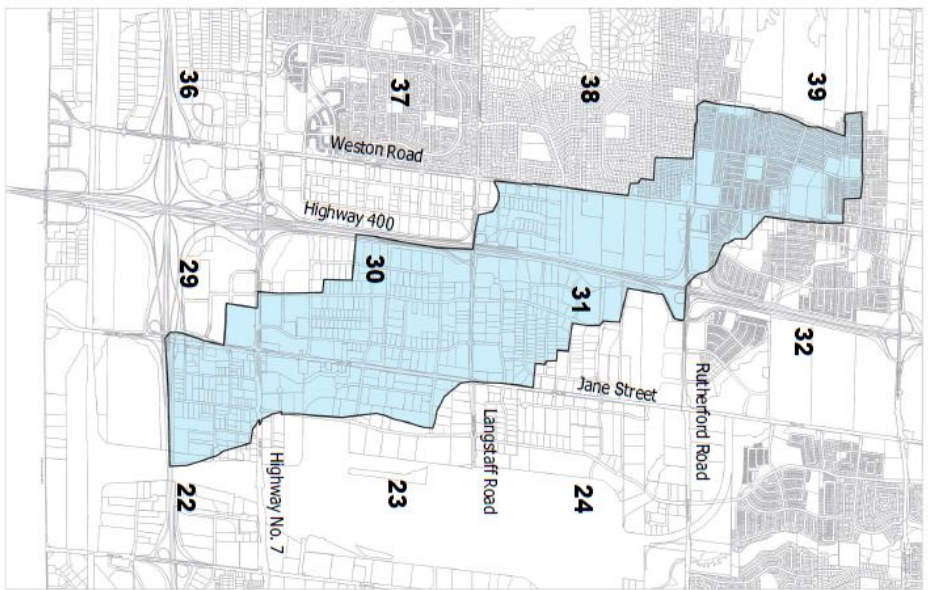 36
37
38
39
Weston Road
Highway 400
29
30
31
32
Jane Street
Rutherford Road
Langstaff Road
Highway No. 7
22
23
24